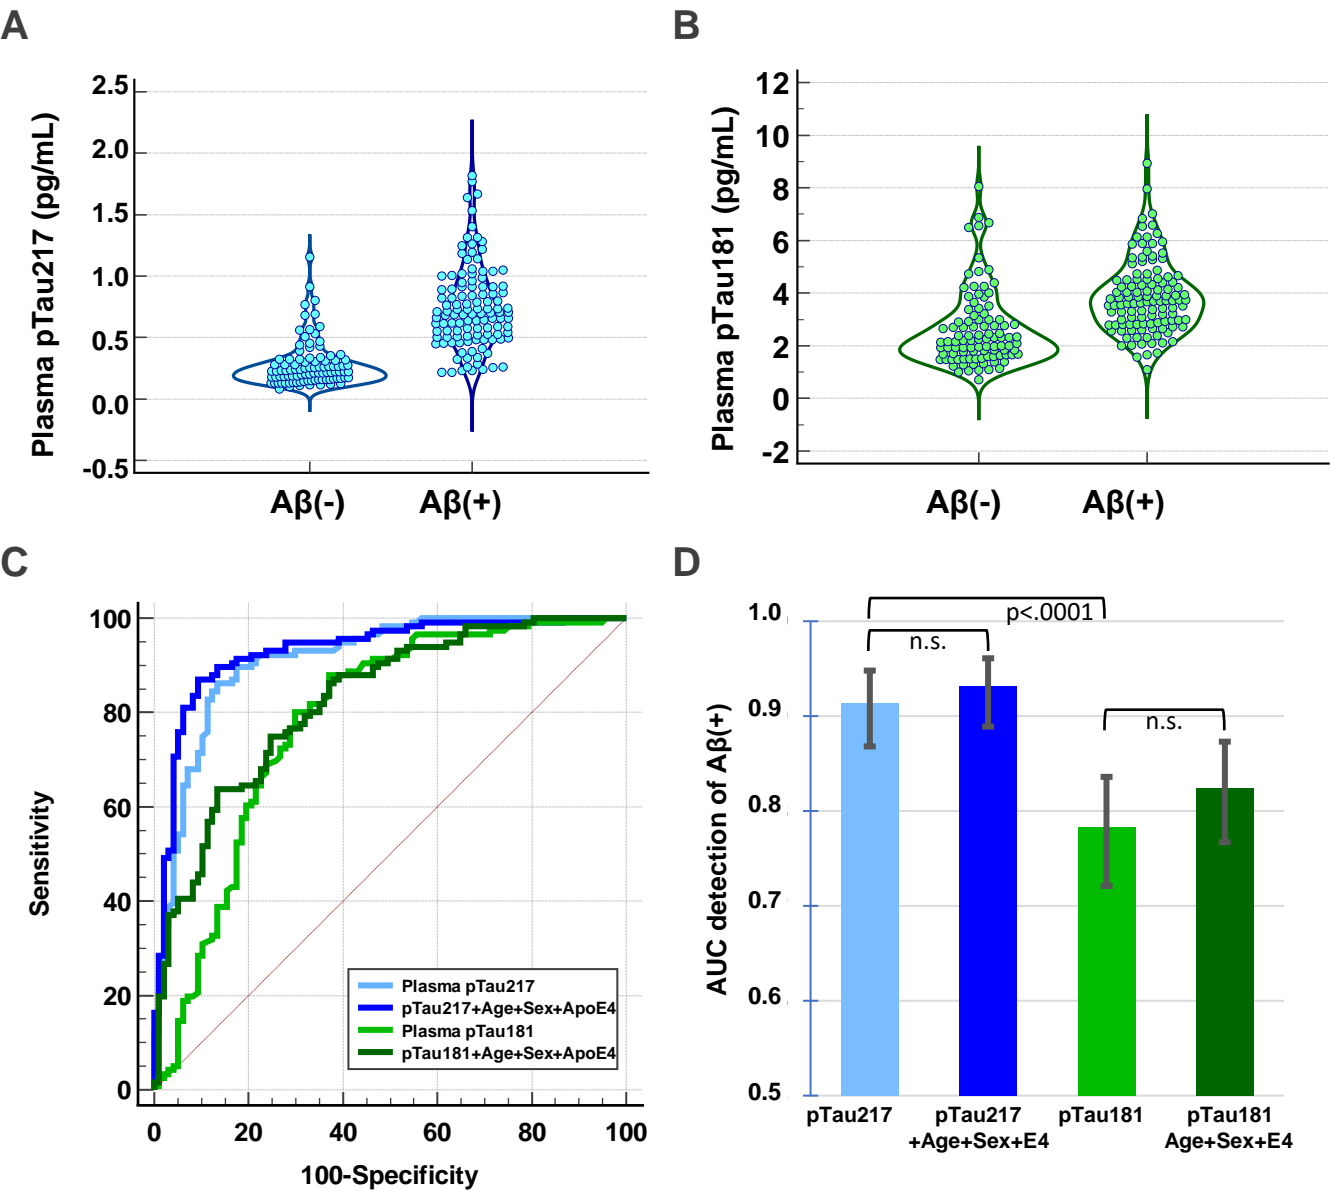 A
B
Plasma pTau217 (pg/mL)
2.5
2.0
1.5
1.0
0.5
0.0
-0.5
Aβ(-)
Aβ(+)
Plasma pTau181 (pg/mL)
12
10
8
6
4
2
0
-2
Aβ(-)
Aβ(+)
C
D
Sensitivity
100
80
60
40
20
0
Plasma pTau217
pTau217+Age+Sex+ApoE4
Plasma pTau181
pTau181+Age+Sex+ApoE4
0
20
40
60
80
100
100-Specificity
AUC detection of Aβ(+)
1.0
0.9
0.8
0.7
0.6
0.5
p<.0001
n.s.
n.s.
pTau217
pTau217
+Age+Sex+E4
pTau181
pTau181
Age+Sex+E4